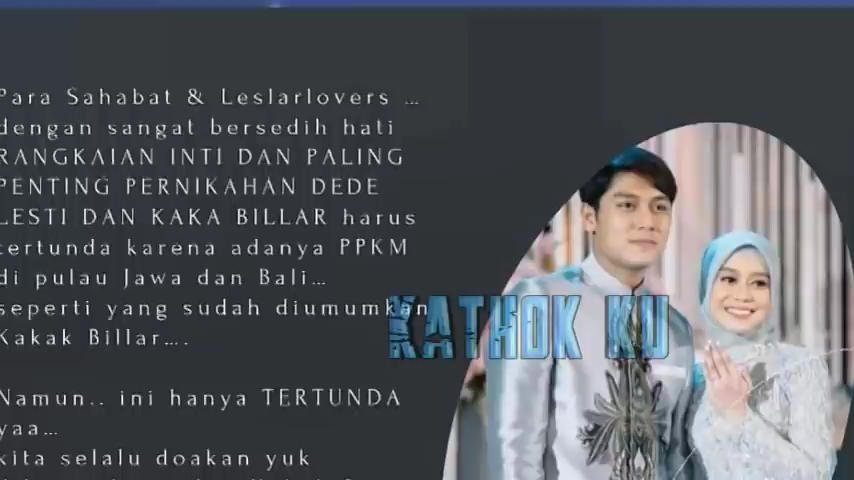 Para Sahabat & Leslarlovers ...
dengan sangat bersedih hati
RANGKAIAN INTI DAN PALING
PENTING PERNIKAHAN DEDE
LESTI DAN KAKA BILLAR harus
tertunda karena adanya PPKM
di pulau Jawa dan Bali...
seperti yang sudah diumumkan
Kakak Billar....
KATHOK KU
Namun.. ini hanya TERTUNDA
yaa...
kita selalu doakan yuk